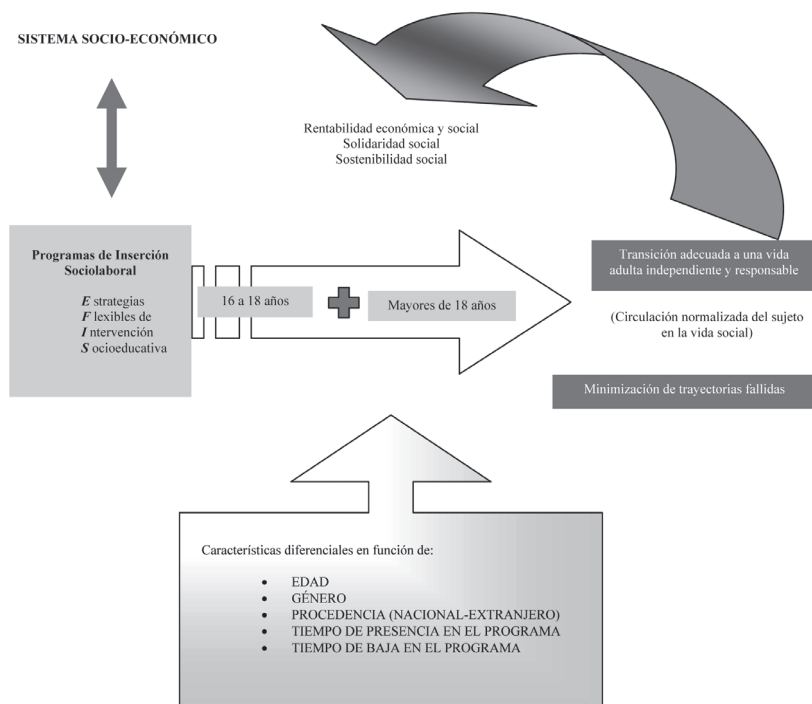 SISTEMA SOCIO-ECONÓMICO
Rentabilidad económica y social
Solidaridad social
Sostenibilidad social
Programas de Inserción
Sociolaboral
E strategias
F lexibles de
I ntervención
S ocioeducativa
16 a 18 años
Mayores de 18 años
Transición adecuada a una vida
adulta independiente y responsable
(Circulación normalizada del sujeto
en la vida social)
Minimización de trayectorias fallidas
Características diferenciales en función de:
• EDAD
• GÉNERO
• PROCEDENCIA (NACIONAL-EXTRANJERO)
• TIEMPO DE PRESENCIA EN EL PROGRAMA
• TIEMPO DE BAJA EN EL PROGRAMA